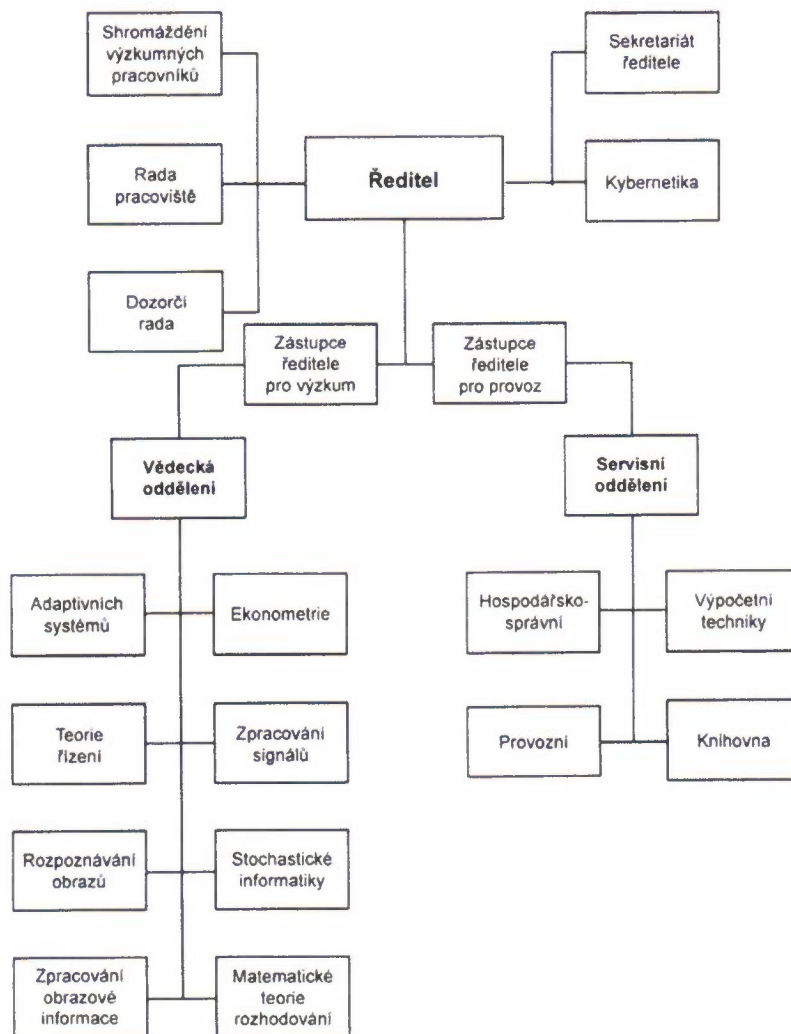 Shromáždění
výzkumných
pracovníků
Sekretariát
ředitele
Rada
pracoviště
Ředitel
Kybernetika
Dozorčí
rada
Zástupce
ředitele
pro výzkum
Zástupce
ředitele
pro provoz
Vědecká
oddělení
Servisní
oddělení
Adaptivních
systémů
Ekonometrie
Hospodářsko-
správní
Výpočetní
techniky
Teorie
řízení
Zpracování
signálů
Provozní
Knihovna
Rozpoznávání
obrazů
Stochastické
informatiky
Zpracování
obrazové
informace
Matematické
teorie
rozhodování